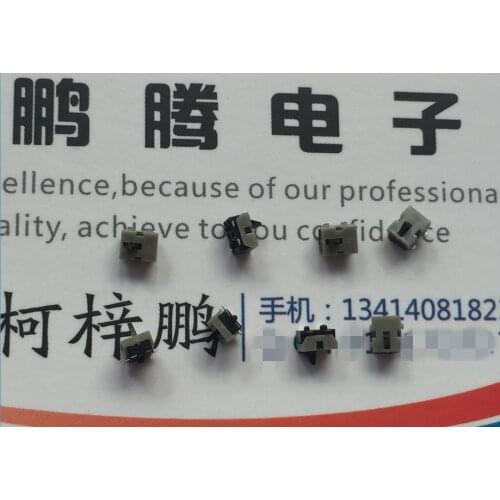 鹏腾电子
ellence,because of our professiona
ality, achieve to you confidence
柯梓鹏
手机：1341408182